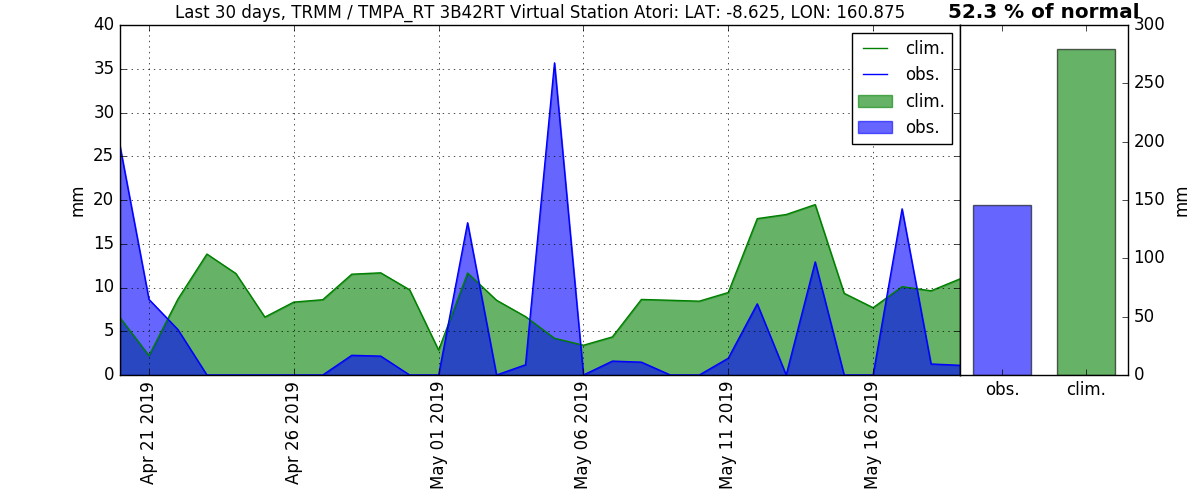 Last 30 days, TRMM / TMPA_RT 3B42RT Virtual Station Atori: LAT: -8.625, LON: 160.875
52.3 % of normal
40
35
30
25
20
15
10
5
0
mm
clim.
obs.
clim.
obs.
Apr 21 2019
Apr 26 2019
May 01 2019
May 06 2019
May 11 2019
May 16 2019
300
250
200
150
100
50
0
mm
obs.
clim.